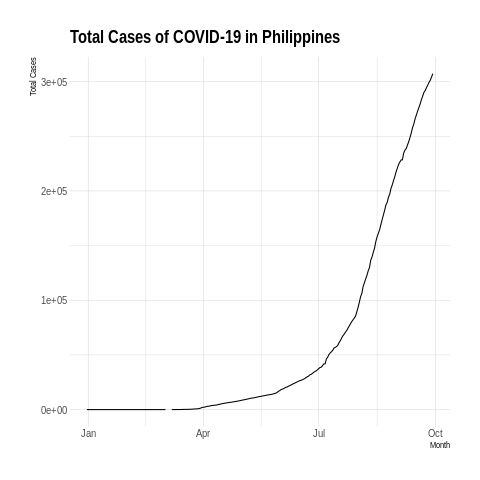 Total Cases of COVID-19 in Philippines
Total Cases
3e+05
2e+05
1e+05
0e+00
Jan Apr Jul Oct
Month